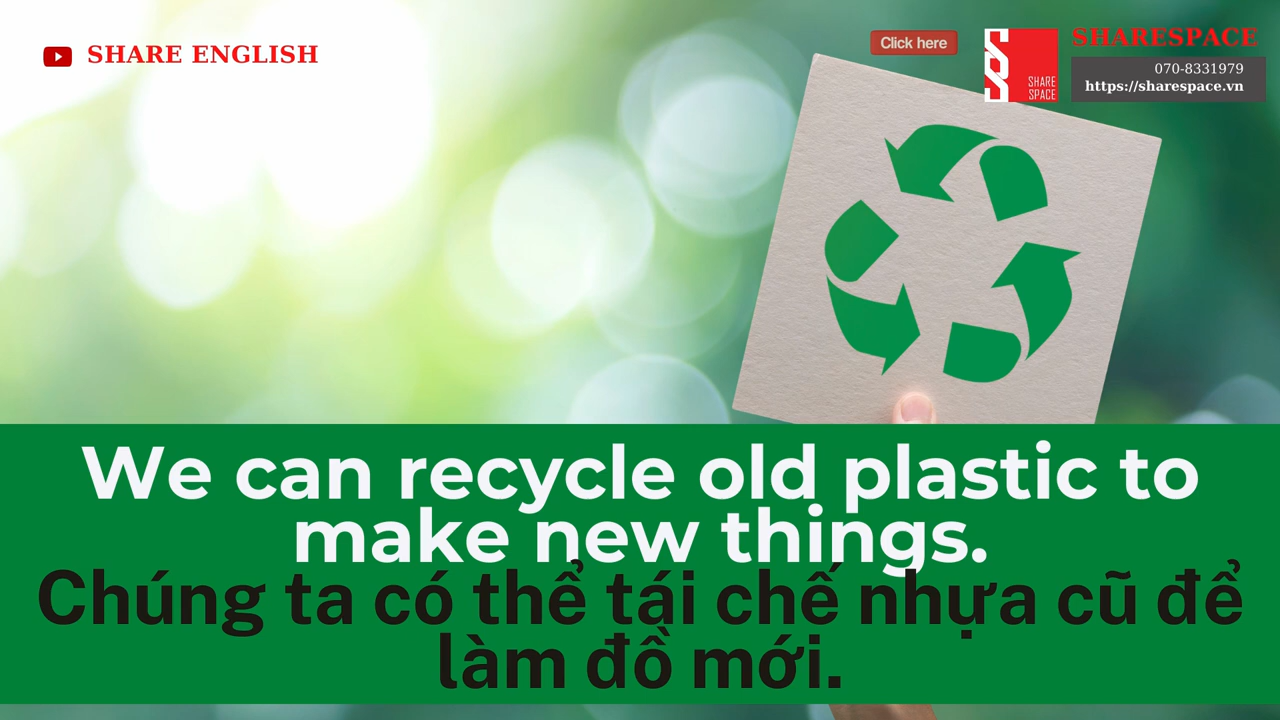 SHARE ENGLISH
Click here
SHARE
SPACE
SHARESPACE
070-8331979
https://sharespace.vn
We can recycle old plastic to
make new things.
Chúng ta có thể tái chế nhựa cũ để
làm đồ mới.